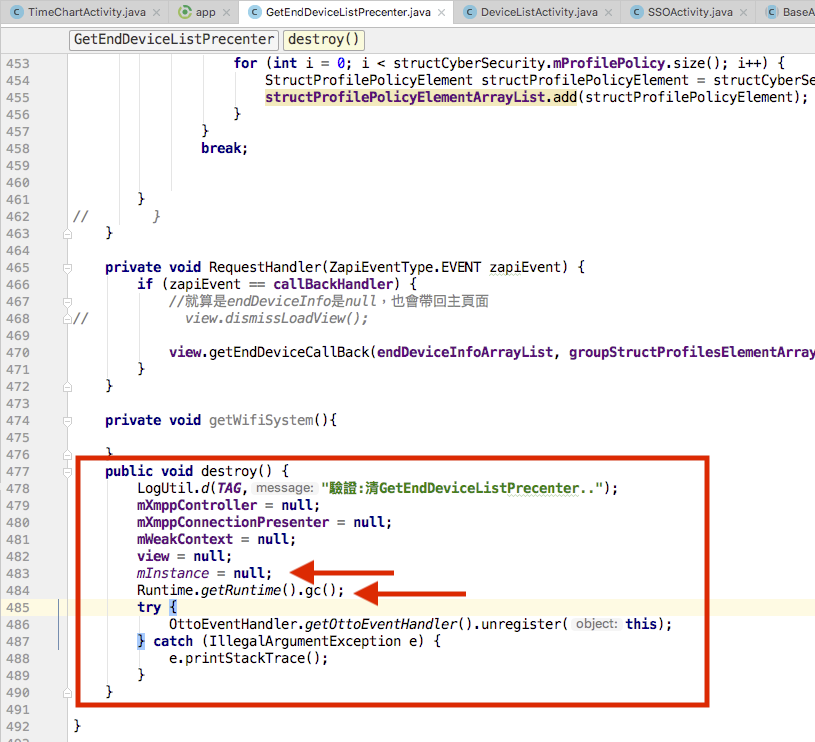 TimeChartActivity.java × app × GetEndDeviceListPrecenter.java × DeviceListActivity.java × SSOActivity.java × BaseA
GetEndDeviceListPrecenter destroy()
453 for (int i = 0; i < structCyberSecurity.mProfilePolicy.size(); i++) {
454 StructProfilePolicyElement structProfilePolicyElement = structCyberSe
455 structProfilePolicyElementArrayList.add(structProfilePolicyElement);
456 }
457 }
458 break;
459
460
461 }
462 // }
463 }
464
465 private void RequestHandler(ZapiEventType.EVENT zapiEvent) {
466 if (zapiEvent == callBackHandler) {
467 //就算是endDeviceInfo是null，也會帶回主頁面
468 // view.dismissLoadView();
469
470 view.getEndDeviceCallBack(endDeviceInfoArrayList, groupStructProfilesElementArray
471 }
472 }
473
474 private void getWifiSystem(){
475
476 }
477 public void destroy() {
478 LogUtil.d(TAG, message: "驗證:清GetEndDeviceListPrecenter..");
479 mXmppController = null;
480 mXmppConnectionPresenter = null;
481 mWeakContext = null;
482 view = null;
483 mInstance = null;
484 Runtime.getRuntime().gc();
485 try {
486 OttoEventHandler.getOttoEventHandler().unregister( object: this);
487 } catch (IllegalArgumentException e) {
488 e.printStackTrace();
489 }
490 }
491
492 }